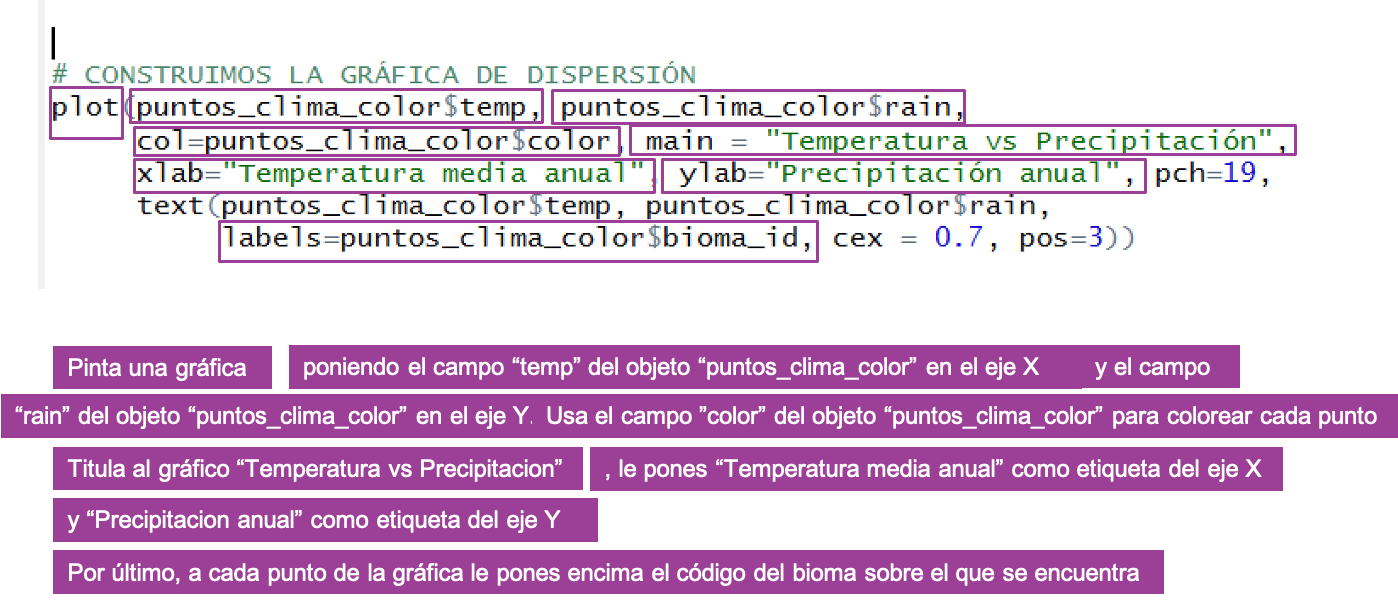 # CONSTRUIMOS LA GRÁFICA DE DISPERSIÓN
plot(puntos_clima_color$temp, puntos_clima_color$rain,
col=puntos_clima_color$color, main = "Temperatura vs Precipitación",
xlab="Temperatura media anual", ylab="Precipitación anual", pch=19,
text(puntos_clima_color$temp, puntos_clima_color$rain,
labels=puntos_clima_color$bioma_id, cex = 0.7, pos=3))
Pinta una gráfica poniendo el campo “temp” del objeto “puntos_clima_color” en el eje X y el campo
“rain” del objeto “puntos_clima_color” en el eje Y. Usa el campo ”color” del objeto “puntos_clima_color” para colorear cada punto
Titula al gráfico “Temperatura vs Precipitacion” , le pones “Temperatura media anual” como etiqueta del eje X
y “Precipitacion anual” como etiqueta del eje Y
Por último, a cada punto de la gráfica le pones encima el código del bioma sobre el que se encuentra